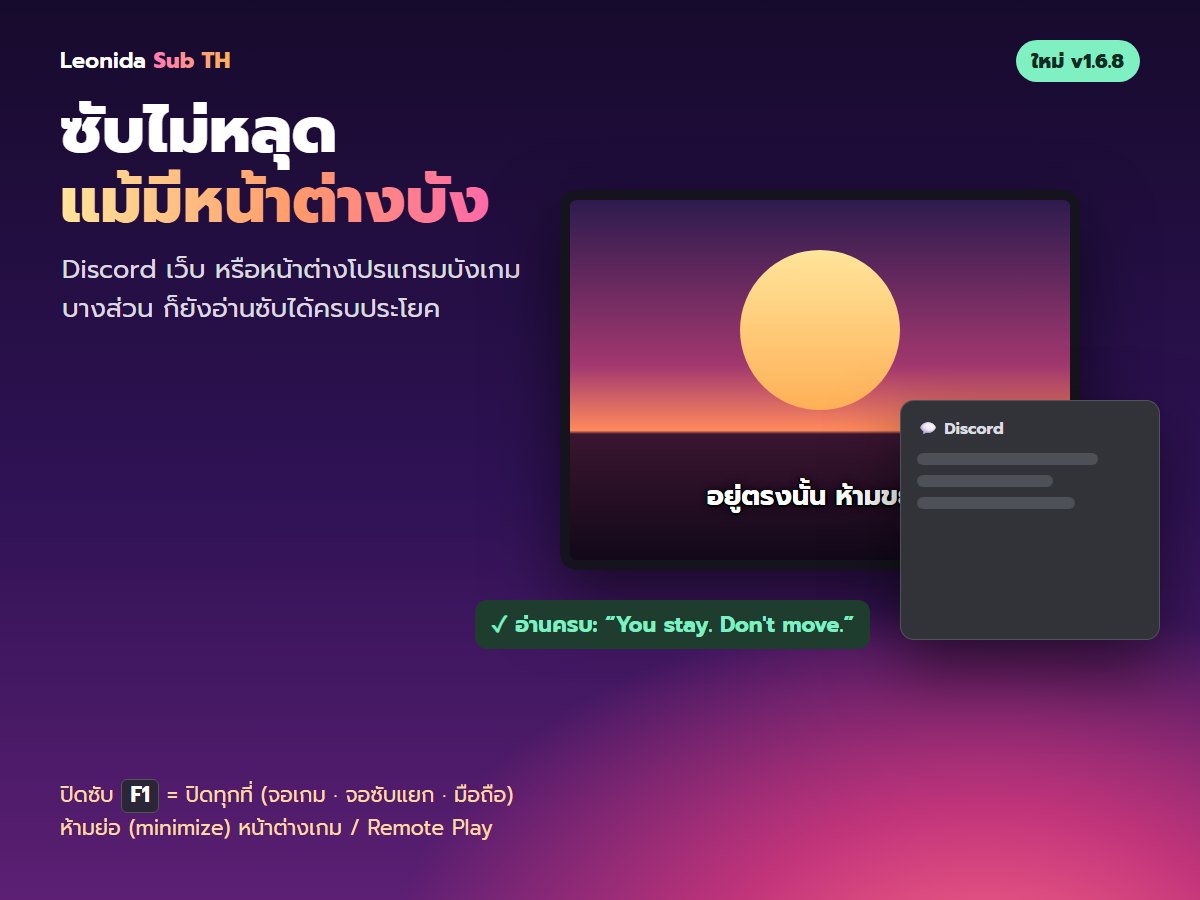 Leonida Sub TH
ใหม่ v1.6.8
ซับไม่หลุด
แม้มีหน้าต่างบัง
Discord เว็บ หรือหน้าต่างโปรแกรมบังเกม
บางส่วน ก็ยังอ่านซับได้ครบประโยค
Discord
อยู่ตรงนั้น ห้าม
✓ อ่านครบ: “You stay. Don't move.”
ปิดซับ F1 = ปิดทุกที่ (จอเกม · จอซับแยก · มือถือ)
ห้ามย่อ (minimize) หน้าต่างเกม / Remote Play